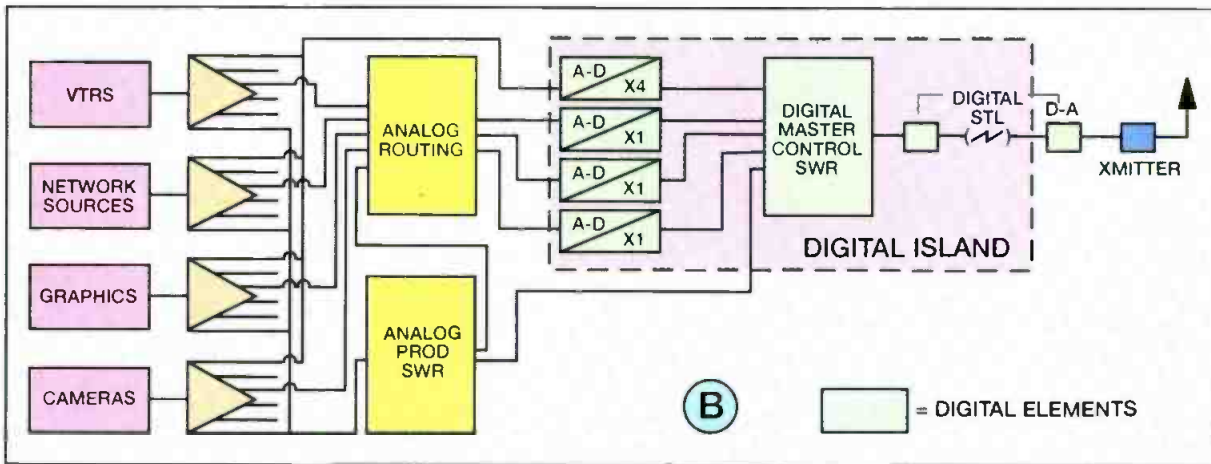 VTRS
NETWORK
SOURCES
GRAPHICS
CAMERAS
ANALOG
ROUTING
ANALOG
PROD
SWR
A-D
X4
A-D
X1
A-D
X1
A-D
X1
DIGITAL
MASTER
CONTROL
SWR
DIGITAL
STL
D-A
XMITTER
DIGITAL ISLAND
B
= DIGITAL ELEMENTS